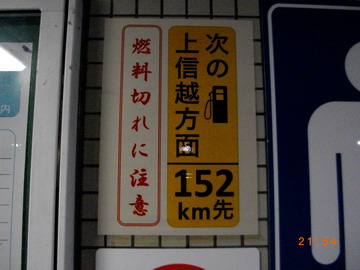 次の
上信越方面
152
km先
燃料切れに注意
内
21:54